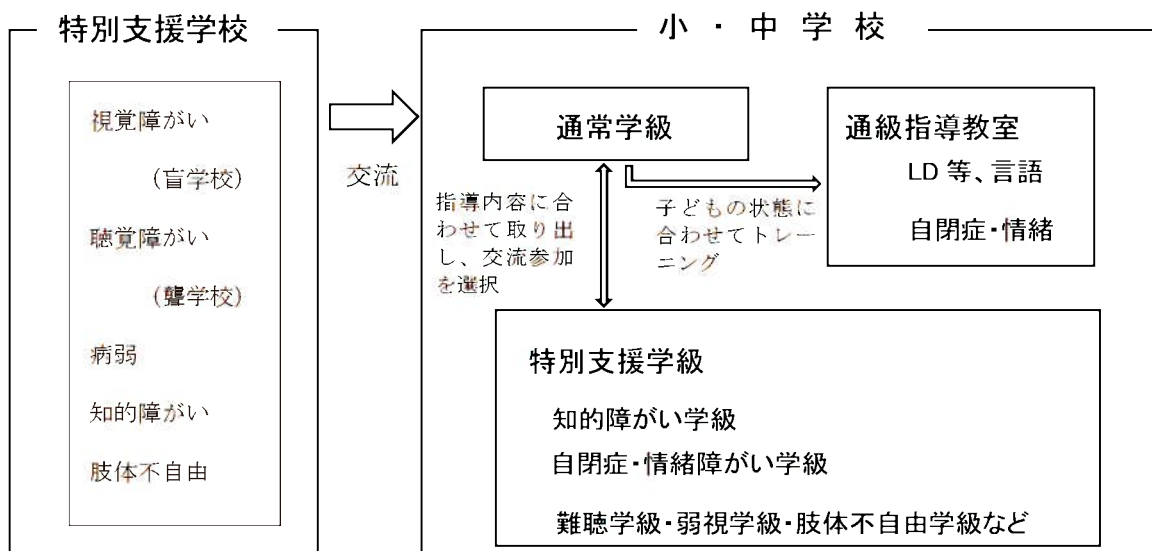 特別支援学校
視覚障がい
(盲学校)
聴覚障がい
(聾学校)
病弱
知的障がい
肢体不自由
交流
小・中学校
通常学級
通級指導教室
LD 等、言語
自閉症・情緒
指導内容に合
わせて取り出
し、交流参加
を選択
子どもの状態に
合わせてトレー
ニング
特別支援学級
知的障がい学級
自閉症・情緒障がい学級
難聴学級・弱視学級・肢体不自由学級など